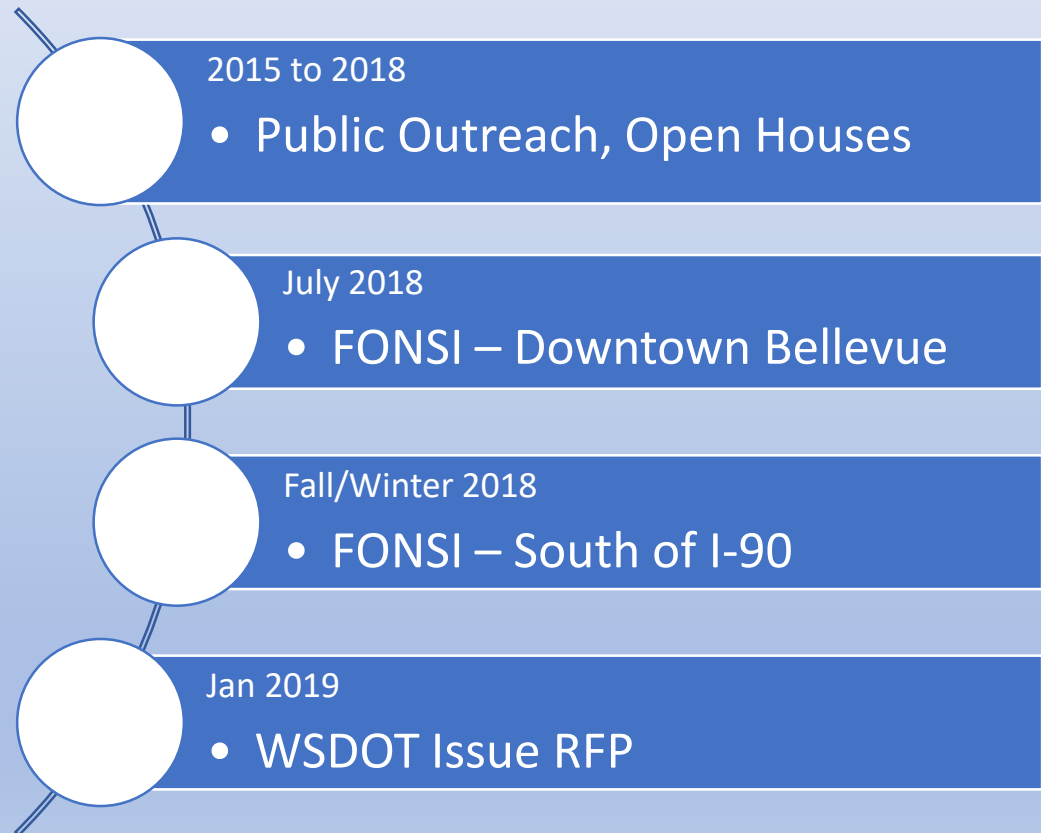 2015 to 2018
• Public Outreach, Open Houses
July 2018
• FONSI – Downtown Bellevue
Fall/Winter 2018
• FONSI – South of I-90
Jan 2019
• WSDOT Issue RFP